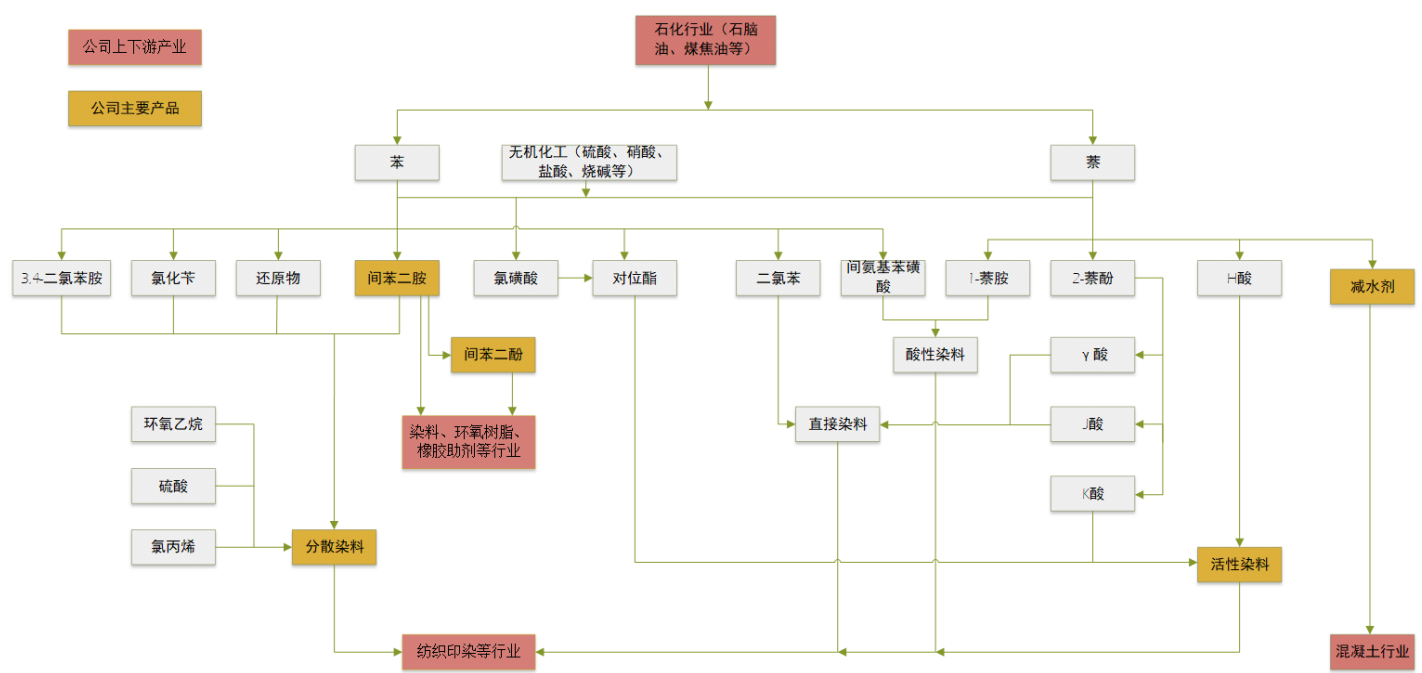 公司上下游产业
石化行业（石脑
油、煤焦油等）
公司主要产品
苯
无机化工（硫酸、硝酸、
盐酸、烧碱等）
萘
3,4-二氯苯胺
氯化苄
还原物
间苯二胺
氯磺酸
对位酯
二氯苯
间氨基苯磺
酸
1-萘胺
2-萘酚
H酸
减水剂
间苯二酚
酸性染料
γ 酸
环氧乙烷
染料、环氧树脂、
橡胶助剂等行业
直接染料
J酸
硫酸
K酸
氯丙烯
分散染料
活性染料
纺织印染等行业
混凝土行业